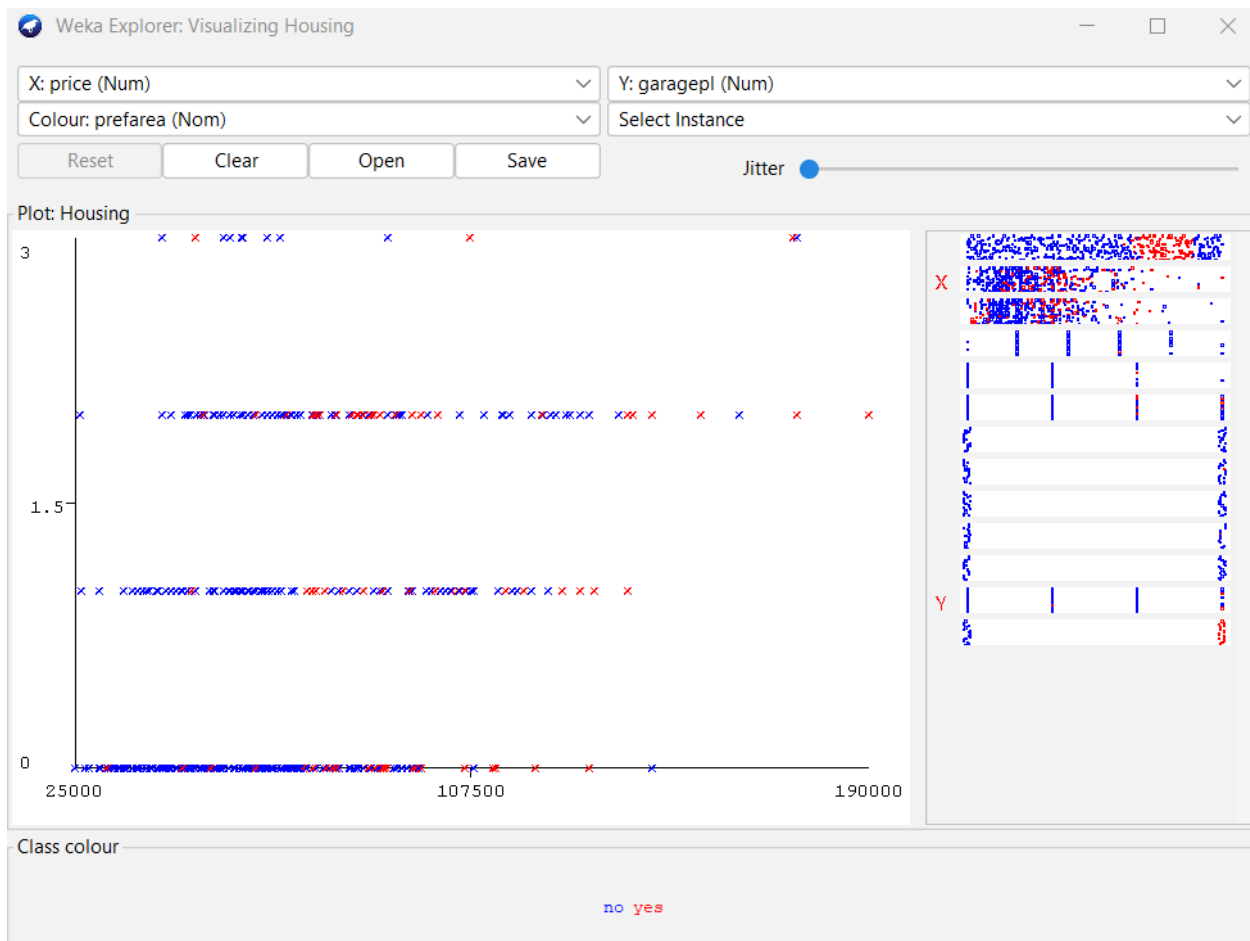 Weka Explorer: Visualizing Housing
X: price (Num) Y: garagepl (Num)
Colour: prefarea (Nom) Select Instance
Reset Clear Open Save Jitter
Plot: Housing
3
X
1.5
Y
0
25000 107500 190000
Class colour
no yes